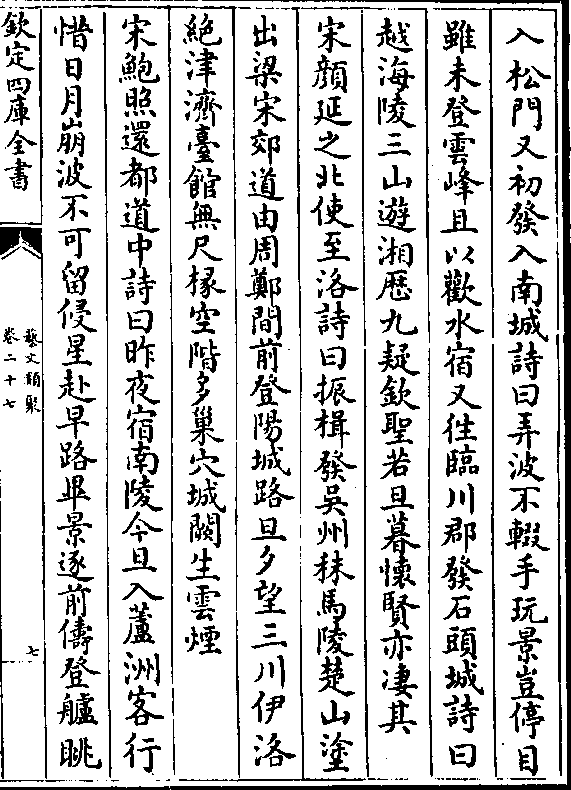 入松門又初發入南城詩曰弄波不輟手玩景豈停目
雖未登雲峰且以歡水宿又徃臨川郡發石頭城詩曰
越海陵三山遊湘歴九疑欽聖若旦暮懷賢亦凄其
宋顔延之北使至洛詩曰振楫發吳州秣馬陵楚山塗
出梁宋郊道由周鄭間前登陽城路旦夕望三川伊洛
絶津濟臺館無尺椽空階多巢穴城闕生雲煙
宋鮑照還都道中詩曰昨夜宿南陵今旦入蘆洲客行
惜日月崩波不可留侵星赴早路畢景逐前儔登艫眺
欽定四庫全書
藝文類聚
卷二十七
七